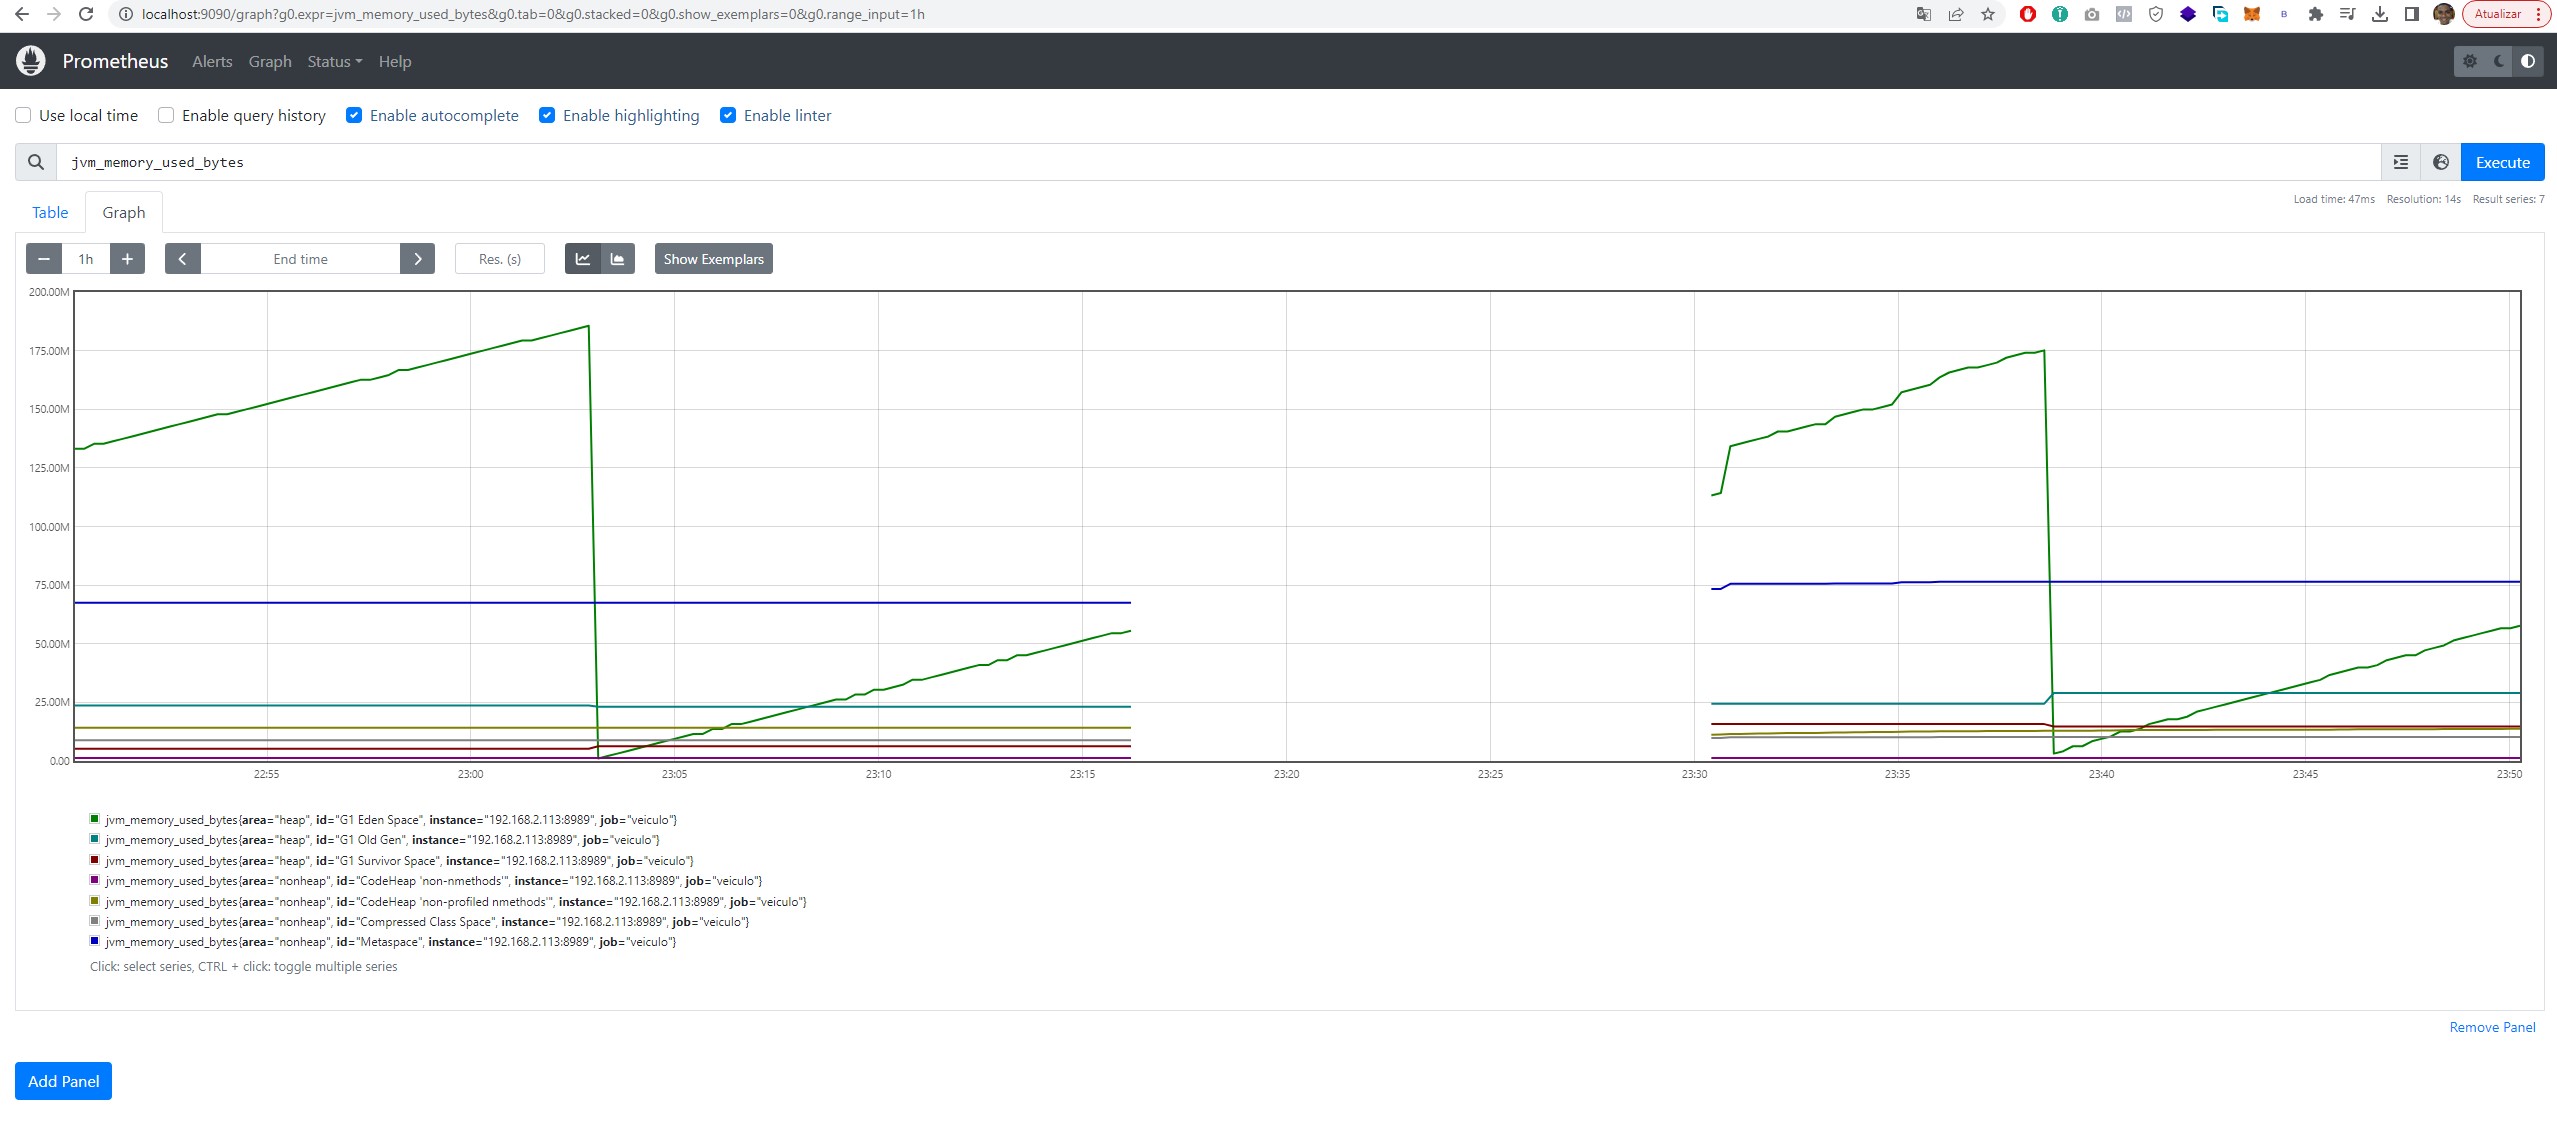 localhost:9090/graph?g0.expr=jvm_memory_used_bytes&g0.tab=0&g0.stacked=0&g0.show_exemplars=0&g0.range_input=1h
Atualizar
Prometheus Alerts Graph Status Help
Use local time Enable query history Enable autocomplete Enable highlighting Enable linter
jvm_memory_used_bytes
Execute
Load time: 47ms Resolution: 14s Result series: 7
Table Graph
1h End time Res. (s) Show Exemplars
200.00M
175.00M
150.00M
125.00M
100.00M
75.00M
50.00M
25.00M
0.00
22:55 23:00 23:05 23:10 23:15 23:20 23:25 23:30 23:35 23:40 23:45 23:50
jvm_memory_used_bytes{area="heap", id="G1 Eden Space", instance="192.168.2.113:8989", job="veiculo"}
jvm_memory_used_bytes{area="heap", id="G1 Old Gen", instance="192.168.2.113:8989", job="veiculo"}
jvm_memory_used_bytes{area="heap", id="G1 Survivor Space", instance="192.168.2.113:8989", job="veiculo"}
jvm_memory_used_bytes{area="nonheap", id="CodeHeap 'non-nmethods'", instance="192.168.2.113:8989", job="veiculo"}
jvm_memory_used_bytes{area="nonheap", id="CodeHeap 'non-profiled nmethods'", instance="192.168.2.113:8989", job="veiculo"}
jvm_memory_used_bytes{area="nonheap", id="Compressed Class Space", instance="192.168.2.113:8989", job="veiculo"}
jvm_memory_used_bytes{area="nonheap", id="Metaspace", instance="192.168.2.113:8989", job="veiculo"}
Click: select series, CTRL + click: toggle multiple series
Remove Panel
Add Panel